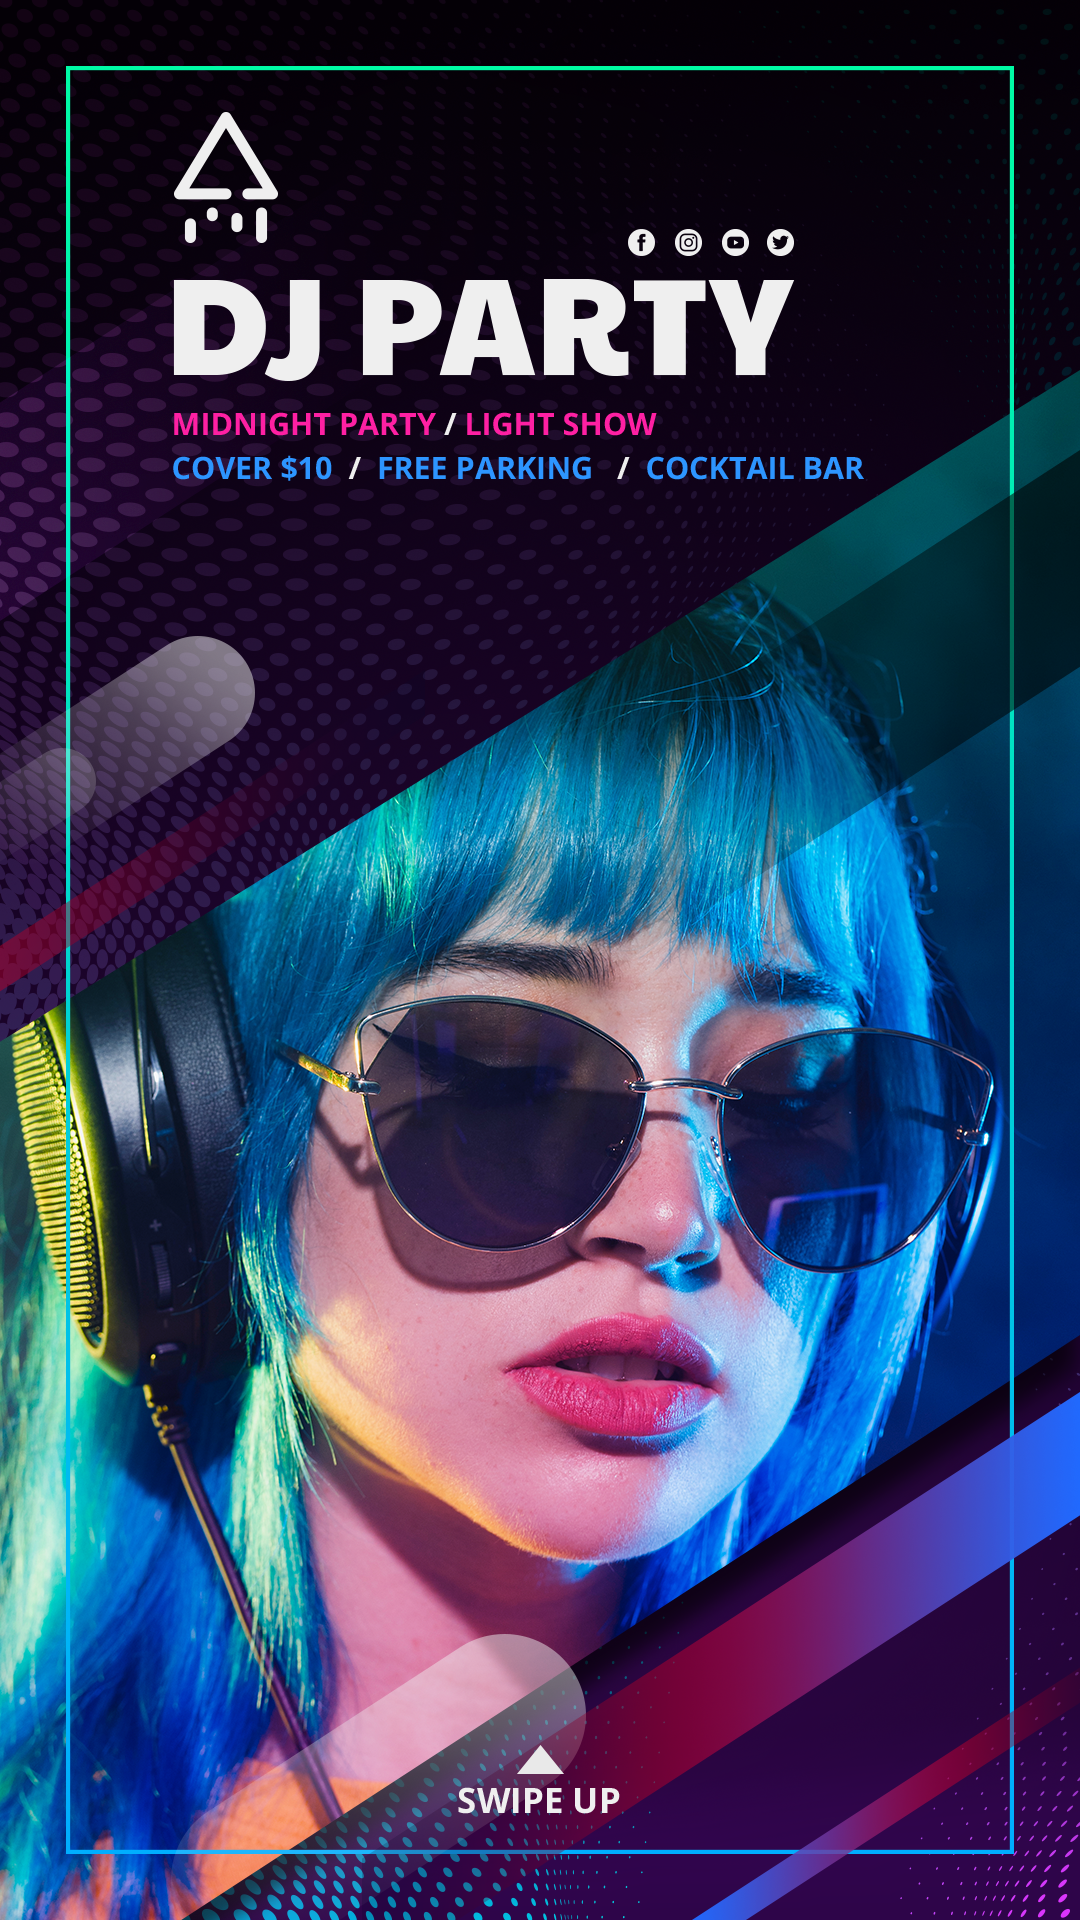 DJ PARTY
MIDNIGHT PARTY / LIGHT SHOW
COVER $10 / FREE PARKING / COCKTAIL BAR
SWIPE UP